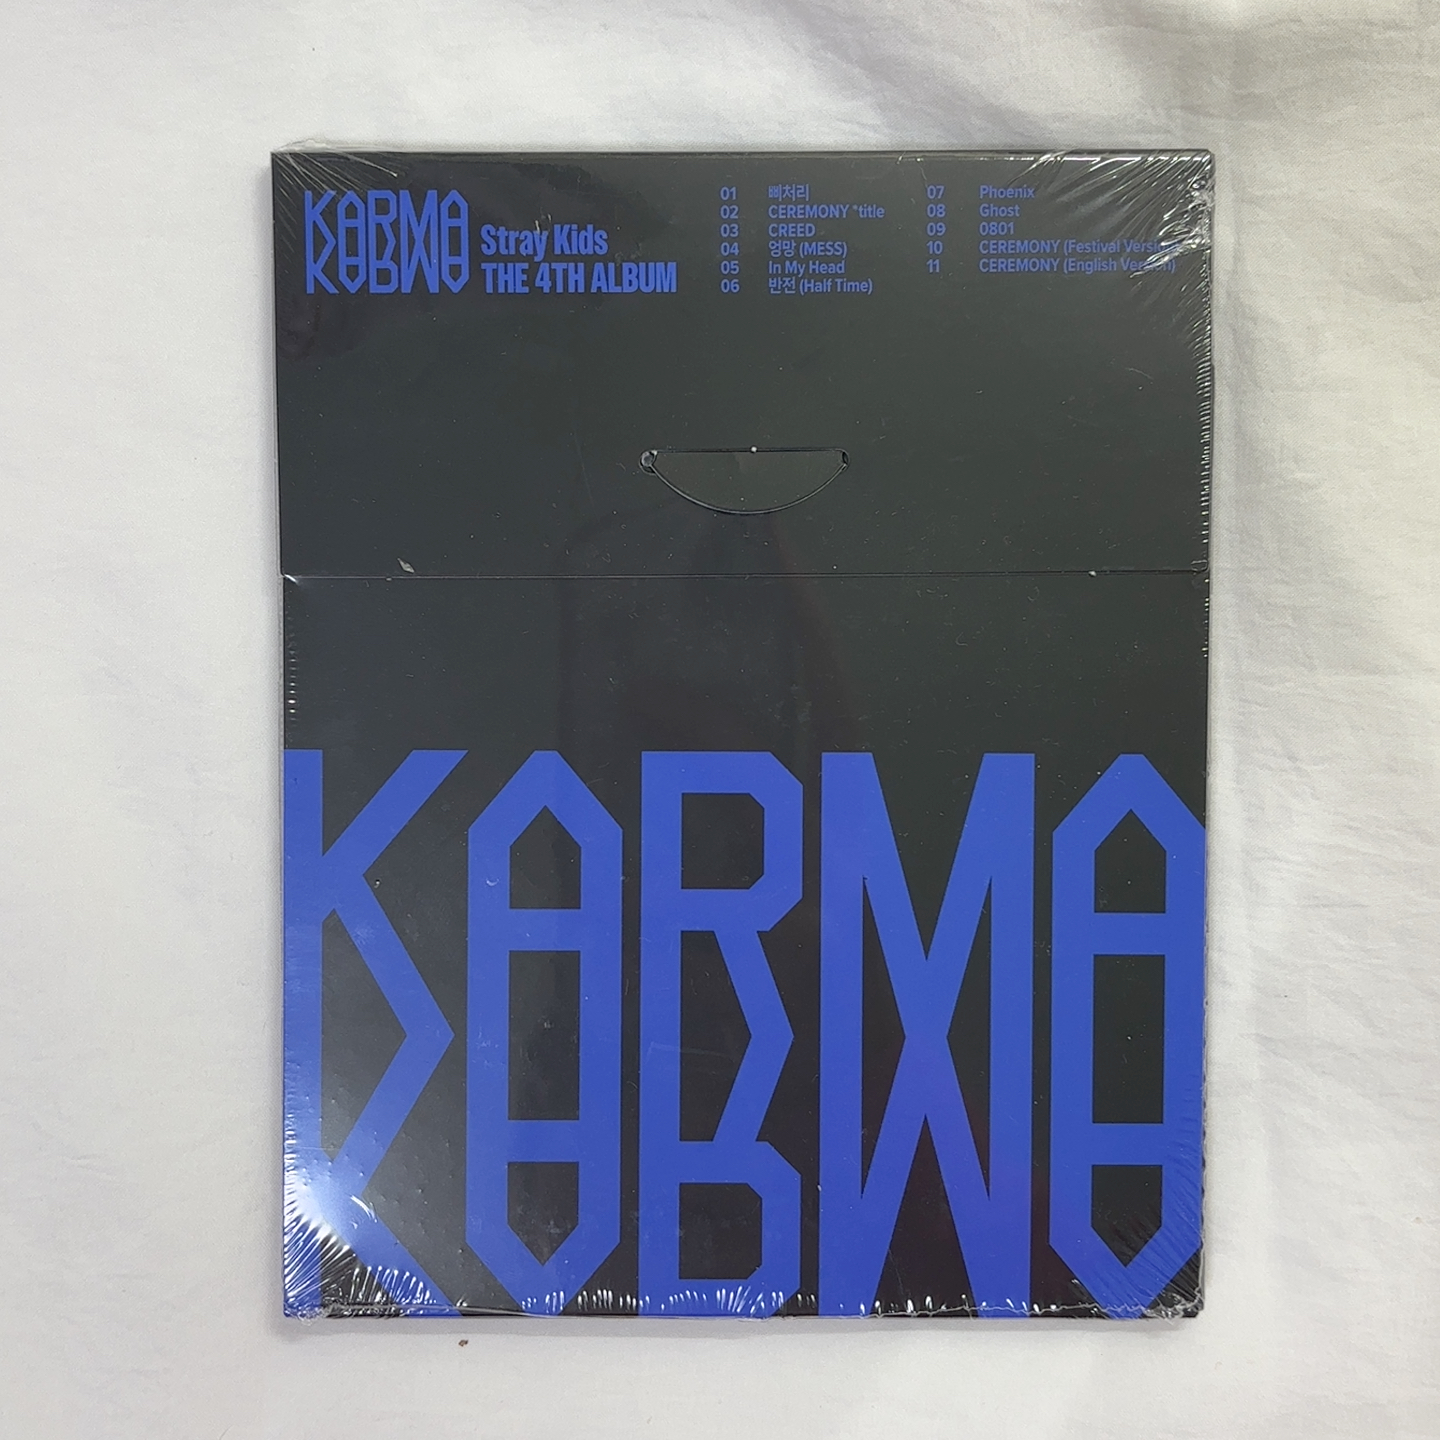 KARMA
Stray Kids
THE 4TH ALBUM
01 삐처리
02 CEREMONY *title
03 CREED
04 엉망 (MESS)
05 In My Head
06 반전 (Half Time)
07 Phoenix
08 Ghost
09 0801
10 CEREMONY (Festival Version)
11 CEREMONY (English Version)
KARMA